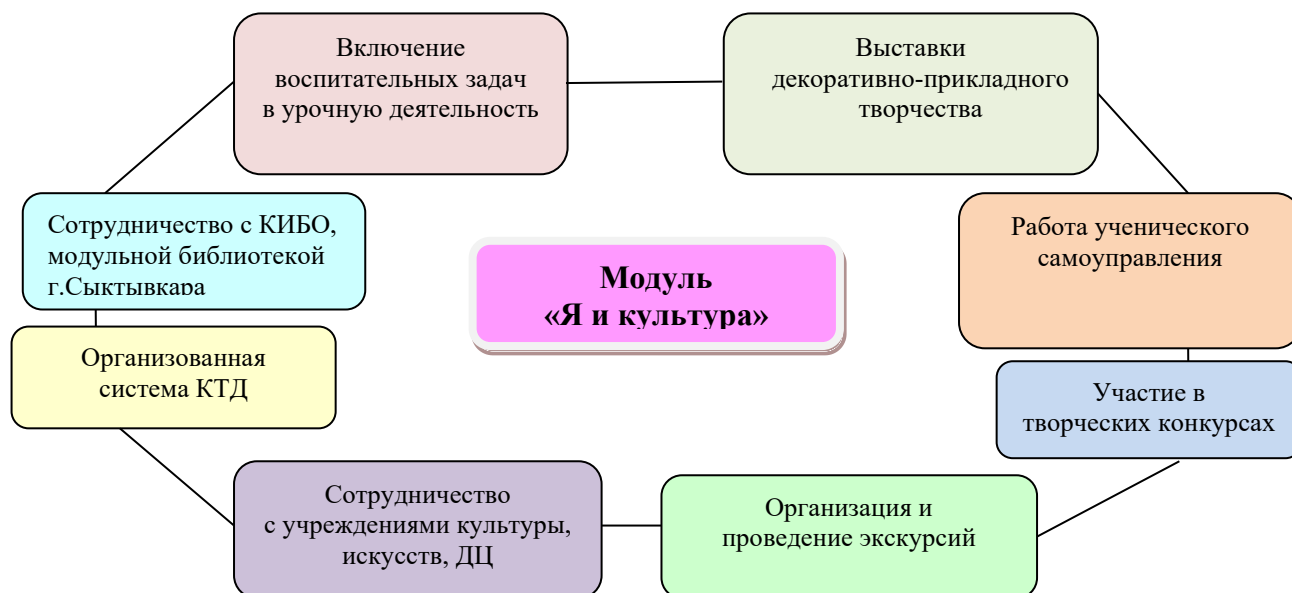 Включение
воспитательных задач
в урочную деятельность
Выставки
декоративно-прикладного
творчества
Сотрудничество с КИБО,
модульной библиотекой
г.Сыктывкара
Работа ученического
самоуправления
Модуль
«Я и культура»
Организованная
система КТД
Участие в
творческих конкурсах
Сотрудничество
с учреждениями культуры,
искусств, ДЦ
Организация и
проведение экскурсий